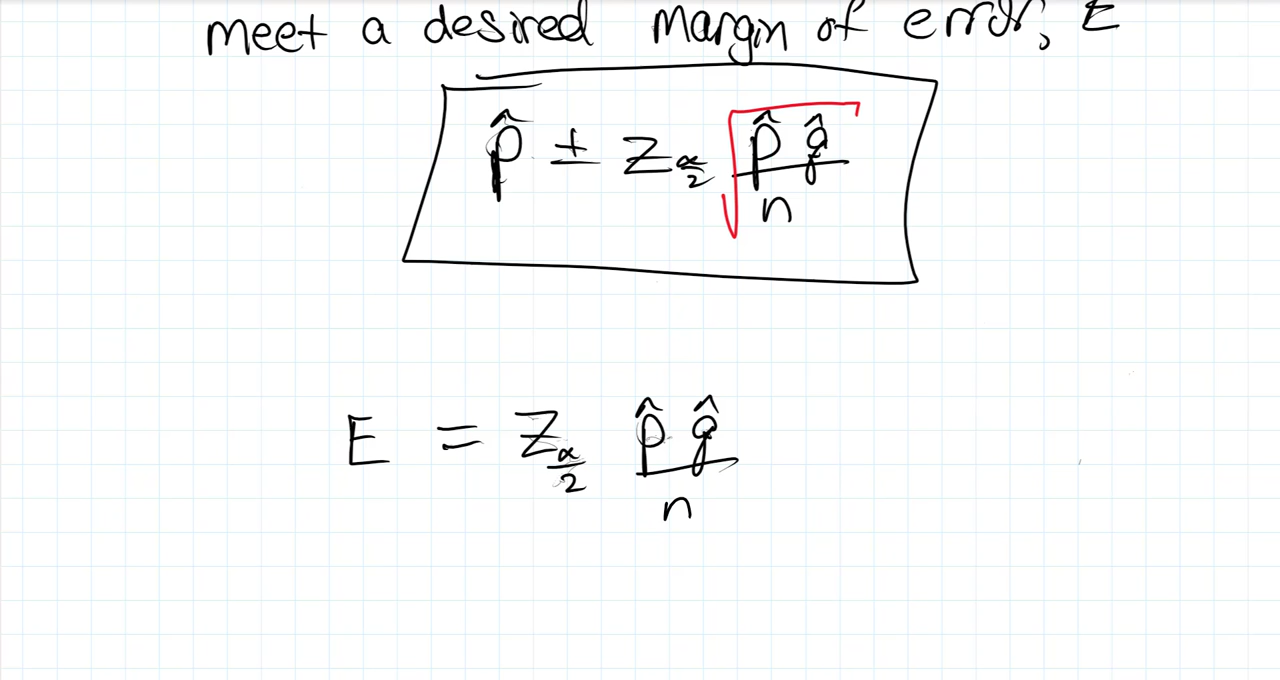 meet a desired margin of error, E
p̂ ± z_{α/2} √(p̂ q̂ / n)
E = z_{α/2} p̂ q̂ / n